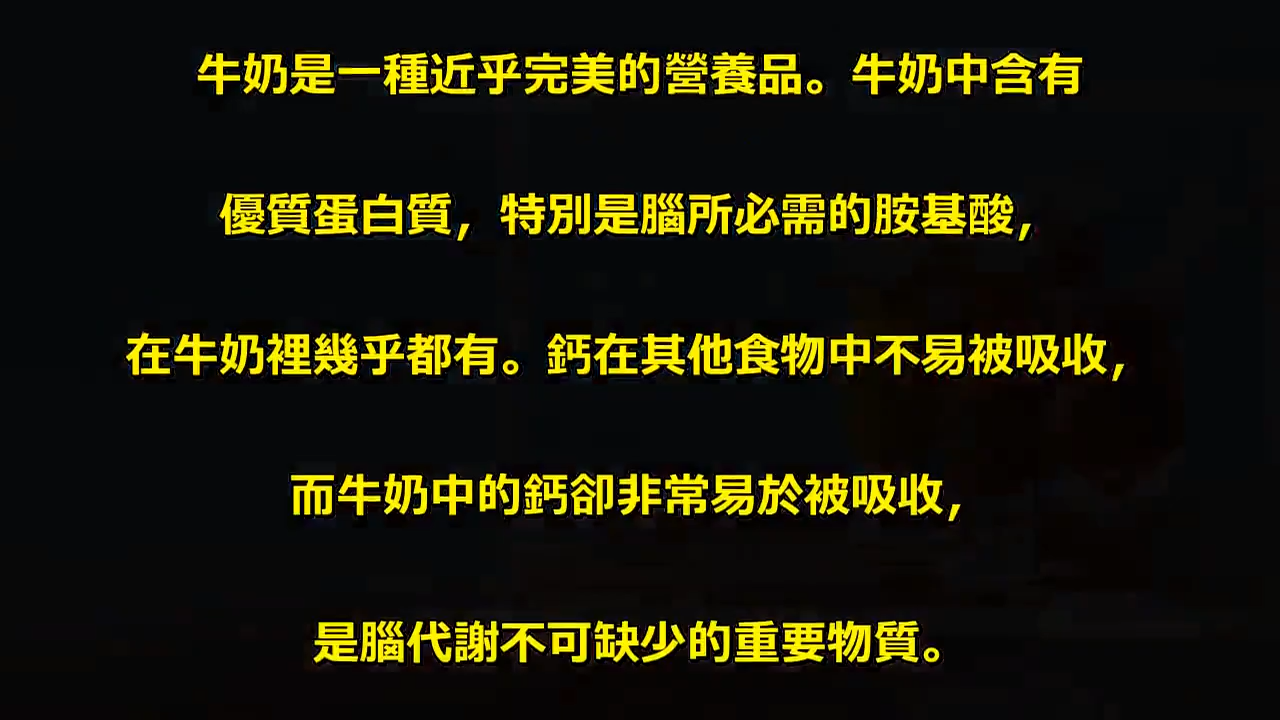 牛奶是一種近乎完美的營養品。牛奶中含有
優質蛋白質，特別是腦所必需的胺基酸，
在牛奶裡幾乎都有。鈣在其他食物中不易被吸收，
而牛奶中的鈣卻非常易於被吸收，
是腦代謝不可缺少的重要物質。